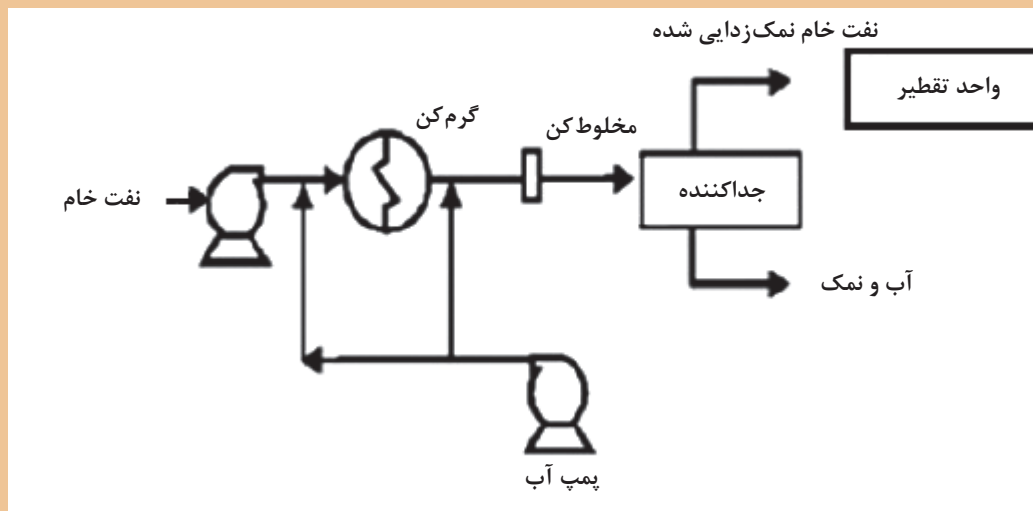 نفت خام نمک‌زدایی شده
واحد تقطیر
گرم‌کن
مخلوط‌کن
جداکننده
نفت خام
آب و نمک
پمپ آب